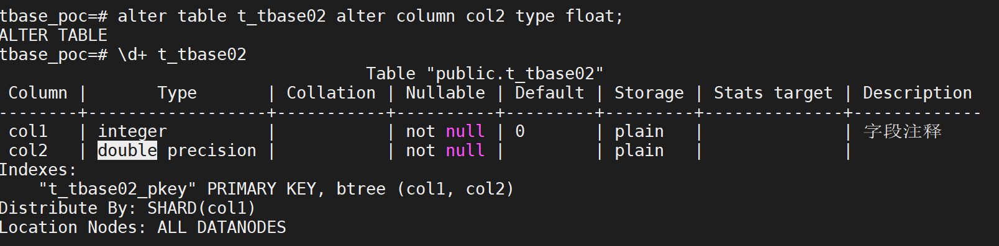 tbase_poc=# alter table t_tbase02 alter column col2 type float;
ALTER TABLE
tbase_poc=# \d+ t_tbase02
                                     Table "public.t_tbase02"
 Column |       Type       | Collation | Nullable | Default | Storage | Stats target | Description
--------+------------------+-----------+----------+---------+---------+--------------+-------------
 col1   | integer          |           | not null | 0       | plain   |              | 字段注释
 col2   | double precision |           | not null |         | plain   |              |
Indexes:
    "t_tbase02_pkey" PRIMARY KEY, btree (col1, col2)
Distribute By: SHARD(col1)
Location Nodes: ALL DATANODES